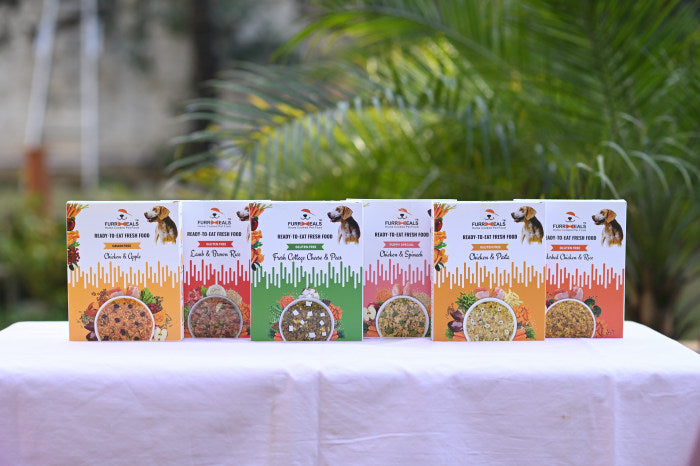 FURRMEALS
READY-TO-EAT FRESH FOOD
GRAIN FREE
Chicken & Apple
FURRMEALS
READY-TO-EAT FRESH FOOD
GLUTEN FREE
Lamb & Brown Rice
FURRMEALS
READY-TO-EAT FRESH FOOD
GLUTEN FREE
Fresh Cottage Cheese & Peas
FURRMEALS
READY-TO-EAT FRESH FOOD
PUPPY SPECIAL
Chicken & Spinach
FURRMEALS
READY-TO-EAT FRESH FOOD
GLUTEN FREE
Chicken & Pasta
FURRMEALS
READY-TO-EAT FRESH FOOD
GLUTEN FREE
Chicken & Rice